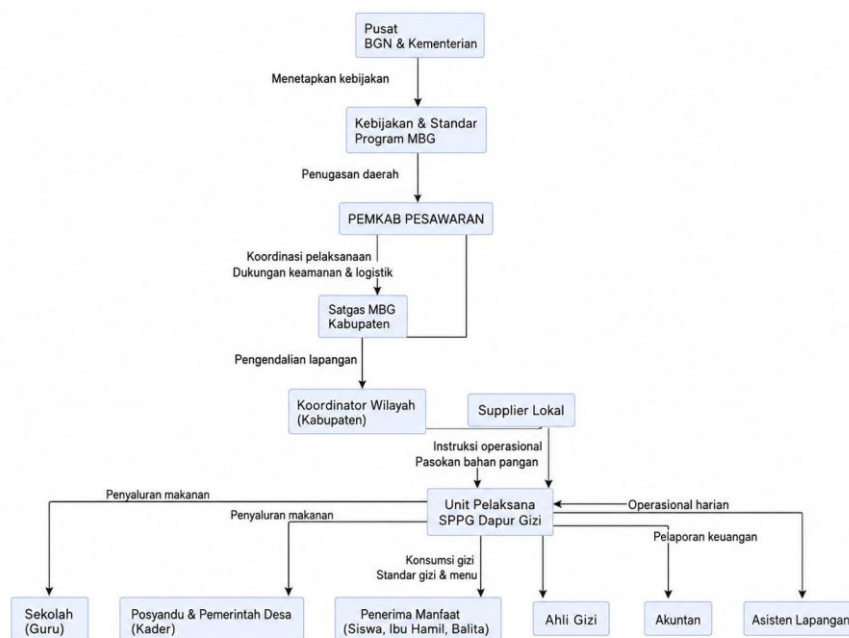 Pusat
BGN & Kementerian
Menetapkan kebijakan
Kebijakan & Standar
Program MBG
Penugasan daerah
PEMKAB PESAWARAN
Koordinasi pelaksanaan
Dukungan keamanan & logistik
Satgas MBG
Kabupaten
Pengendalian lapangan
Koordinator Wilayah
(Kabupaten)
Supplier Lokal
Instruksi operasional
Pasokan bahan pangan
Penyaluran makanan
Unit Pelaksana
SPPG Dapur Gizi
Operasional harian
Penyaluran makanan
Pelaporan keuangan
Konsumsi gizi
Standar gizi & menu
Sekolah
(Guru)
Posyandu & Pemerintah Desa
(Kader)
Penerima Manfaat
(Siswa, Ibu Hamil, Balita)
Ahli Gizi
Akuntan
Asisten Lapangan